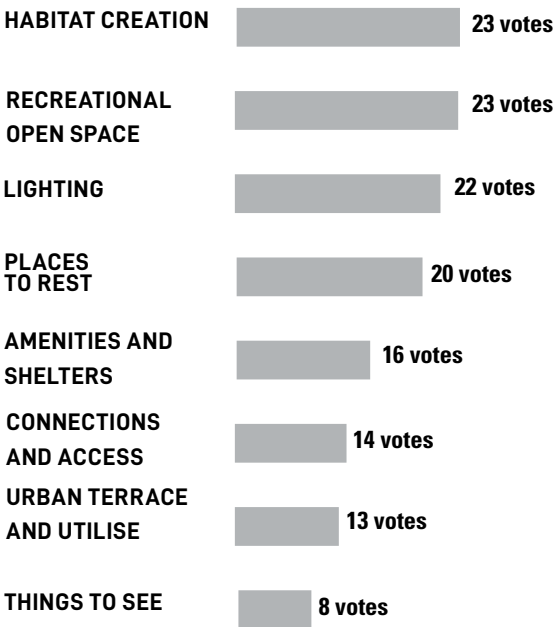 HABITAT CREATION 23 votes
RECREATIONAL
OPEN SPACE 23 votes
LIGHTING 22 votes
PLACES
TO REST 20 votes
AMENITIES AND
SHELTERS 16 votes
CONNECTIONS
AND ACCESS 14 votes
URBAN TERRACE
AND UTILISE 13 votes
THINGS TO SEE 8 votes